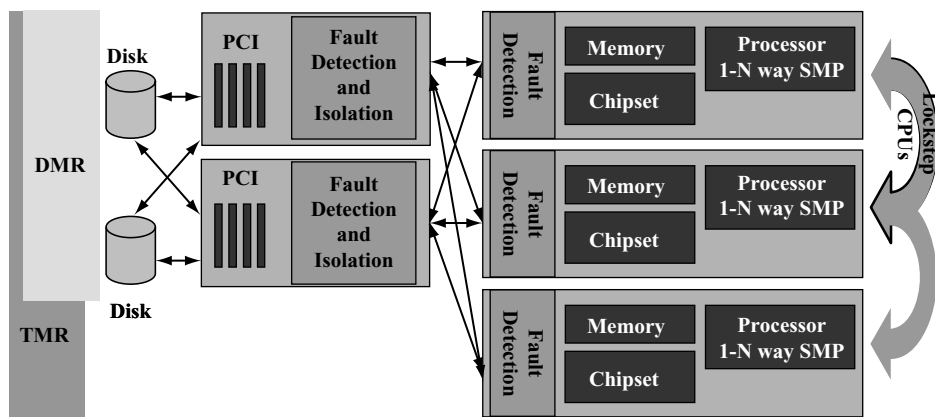 DMR
TMR
Disk
Disk
PCI
Fault
Detection
and
Isolation
PCI
Fault
Detection
and
Isolation
Fault
Detection
Memory
Chipset
Processor
1-N way SMP
Fault
Detection
Memory
Chipset
Processor
1-N way SMP
Fault
Detection
Memory
Chipset
Processor
1-N way SMP
Lockstep
CPUs